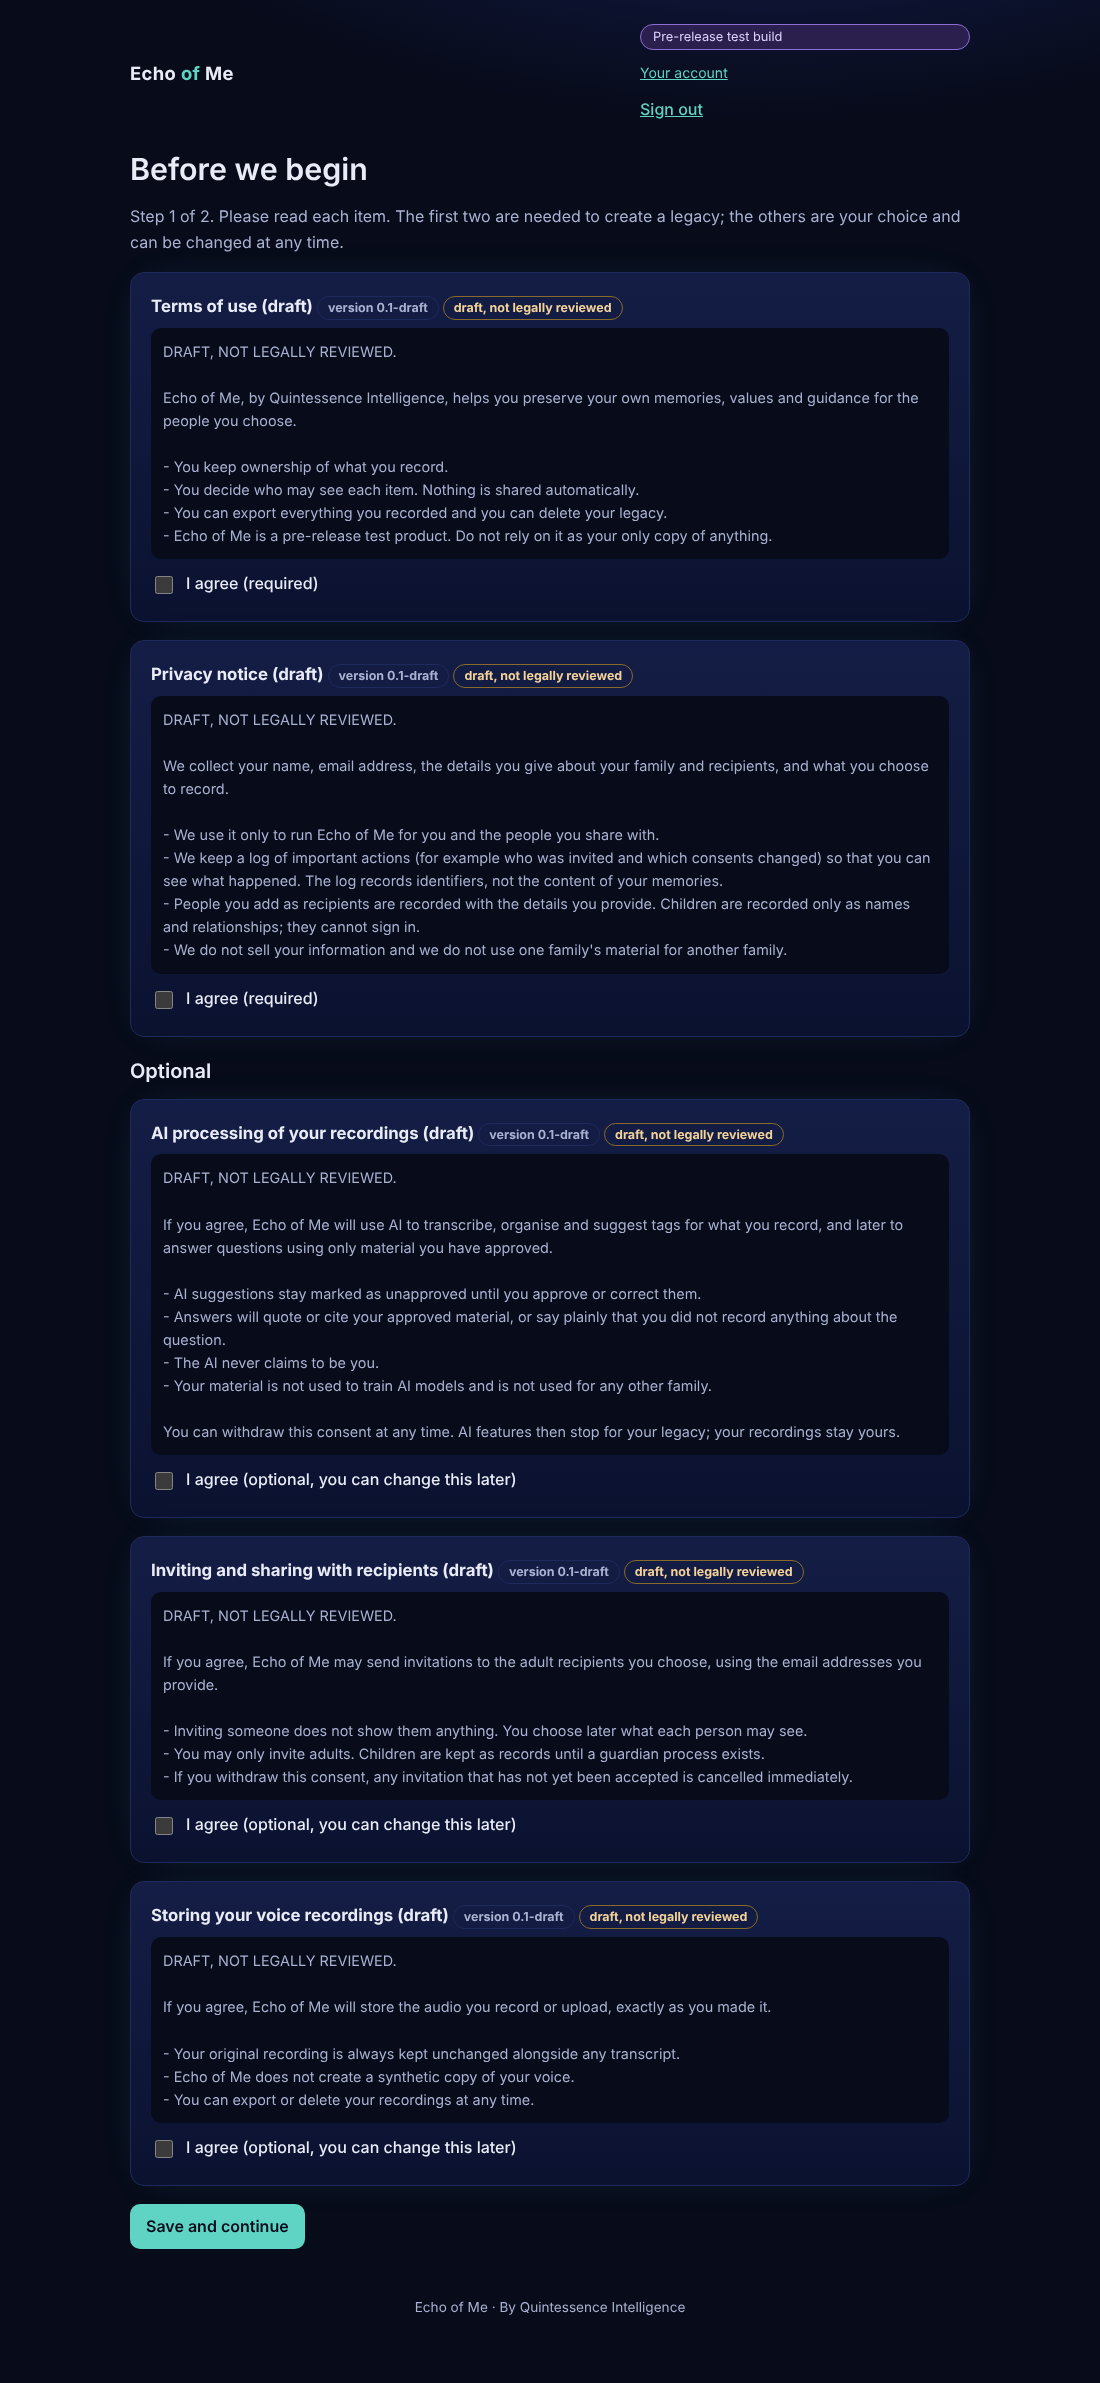 Pre-release test build
Echo of Me
Your account
Sign out
Before we begin
Step 1 of 2. Please read each item. The first two are needed to create a legacy; the others are your choice and
can be changed at any time.
Terms of use (draft) version 0.1-draft draft, not legally reviewed
DRAFT, NOT LEGALLY REVIEWED.
Echo of Me, by Quintessence Intelligence, helps you preserve your own memories, values and guidance for the
people you choose.
- You keep ownership of what you record.
- You decide who may see each item. Nothing is shared automatically.
- You can export everything you recorded and you can delete your legacy.
- Echo of Me is a pre-release test product. Do not rely on it as your only copy of anything.
I agree (required)
Privacy notice (draft) version 0.1-draft draft, not legally reviewed
DRAFT, NOT LEGALLY REVIEWED.
We collect your name, email address, the details you give about your family and recipients, and what you choose
to record.
- We use it only to run Echo of Me for you and the people you share with.
- We keep a log of important actions (for example who was invited and which consents changed) so that you can
see what happened. The log records identifiers, not the content of your memories.
- People you add as recipients are recorded with the details you provide. Children are recorded only as names
and relationships; they cannot sign in.
- We do not sell your information and we do not use one family's material for another family.
I agree (required)
Optional
AI processing of your recordings (draft) version 0.1-draft draft, not legally reviewed
DRAFT, NOT LEGALLY REVIEWED.
If you agree, Echo of Me will use AI to transcribe, organise and suggest tags for what you record, and later to
answer questions using only material you have approved.
- AI suggestions stay marked as unapproved until you approve or correct them.
- Answers will quote or cite your approved material, or say plainly that you did not record anything about the
question.
- The AI never claims to be you.
- Your material is not used to train AI models and is not used for any other family.
You can withdraw this consent at any time. AI features then stop for your legacy; your recordings stay yours.
I agree (optional, you can change this later)
Inviting and sharing with recipients (draft) version 0.1-draft draft, not legally reviewed
DRAFT, NOT LEGALLY REVIEWED.
If you agree, Echo of Me may send invitations to the adult recipients you choose, using the email addresses you
provide.
- Inviting someone does not show them anything. You choose later what each person may see.
- You may only invite adults. Children are kept as records until a guardian process exists.
- If you withdraw this consent, any invitation that has not yet been accepted is cancelled immediately.
I agree (optional, you can change this later)
Storing your voice recordings (draft) version 0.1-draft draft, not legally reviewed
DRAFT, NOT LEGALLY REVIEWED.
If you agree, Echo of Me will store the audio you record or upload, exactly as you made it.
- Your original recording is always kept unchanged alongside any transcript.
- Echo of Me does not create a synthetic copy of your voice.
- You can export or delete your recordings at any time.
I agree (optional, you can change this later)
Save and continue
Echo of Me · By Quintessence Intelligence